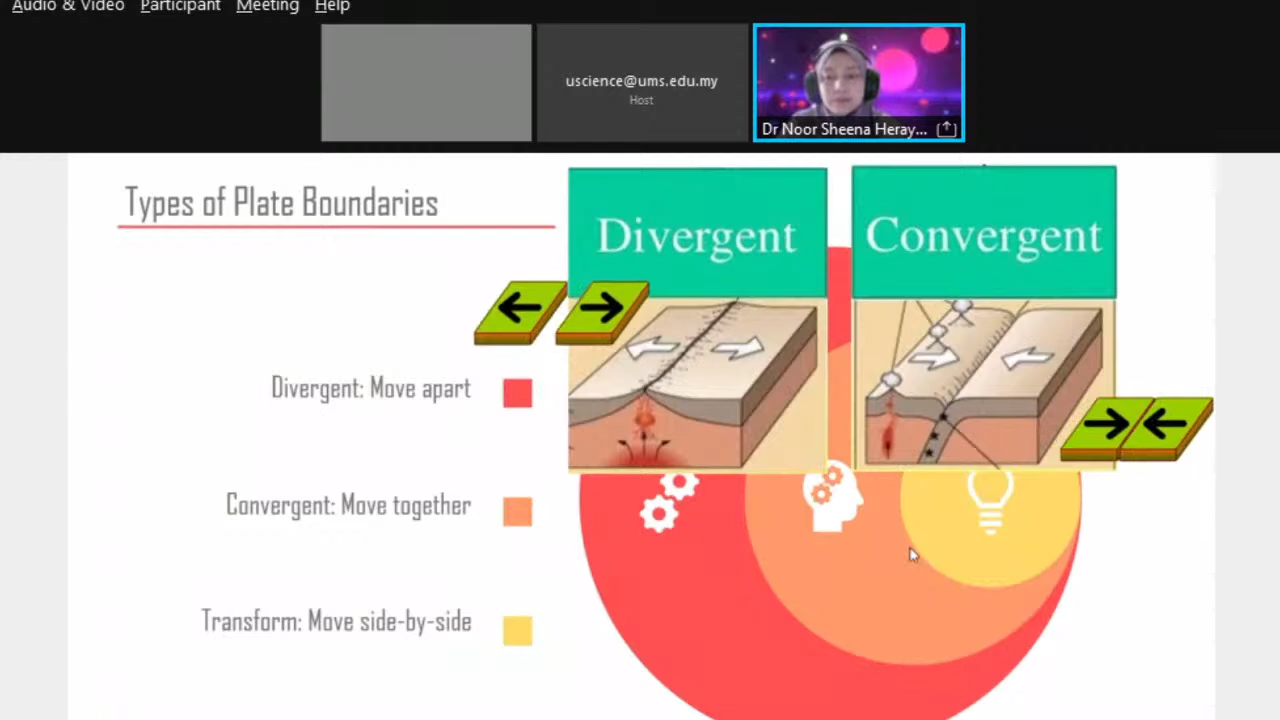 Audio & Video Participant Meeting Help
uscience@ums.edu.my
Host
Dr Noor Sheena Heray...
Types of Plate Boundaries
Divergent
Convergent
Divergent: Move apart
Convergent: Move together
Transform: Move side-by-side